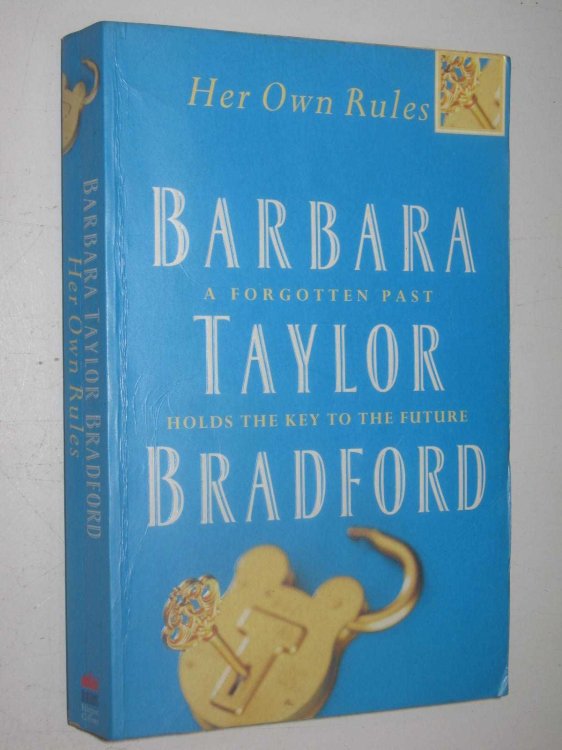 Her Own Rules
BARBARA
A FORGOTTEN PAST
TAYLOR
HOLDS THE KEY TO THE FUTURE
BRADFORD
BARBARA TAYLOR BRADFORD
Her Own Rules